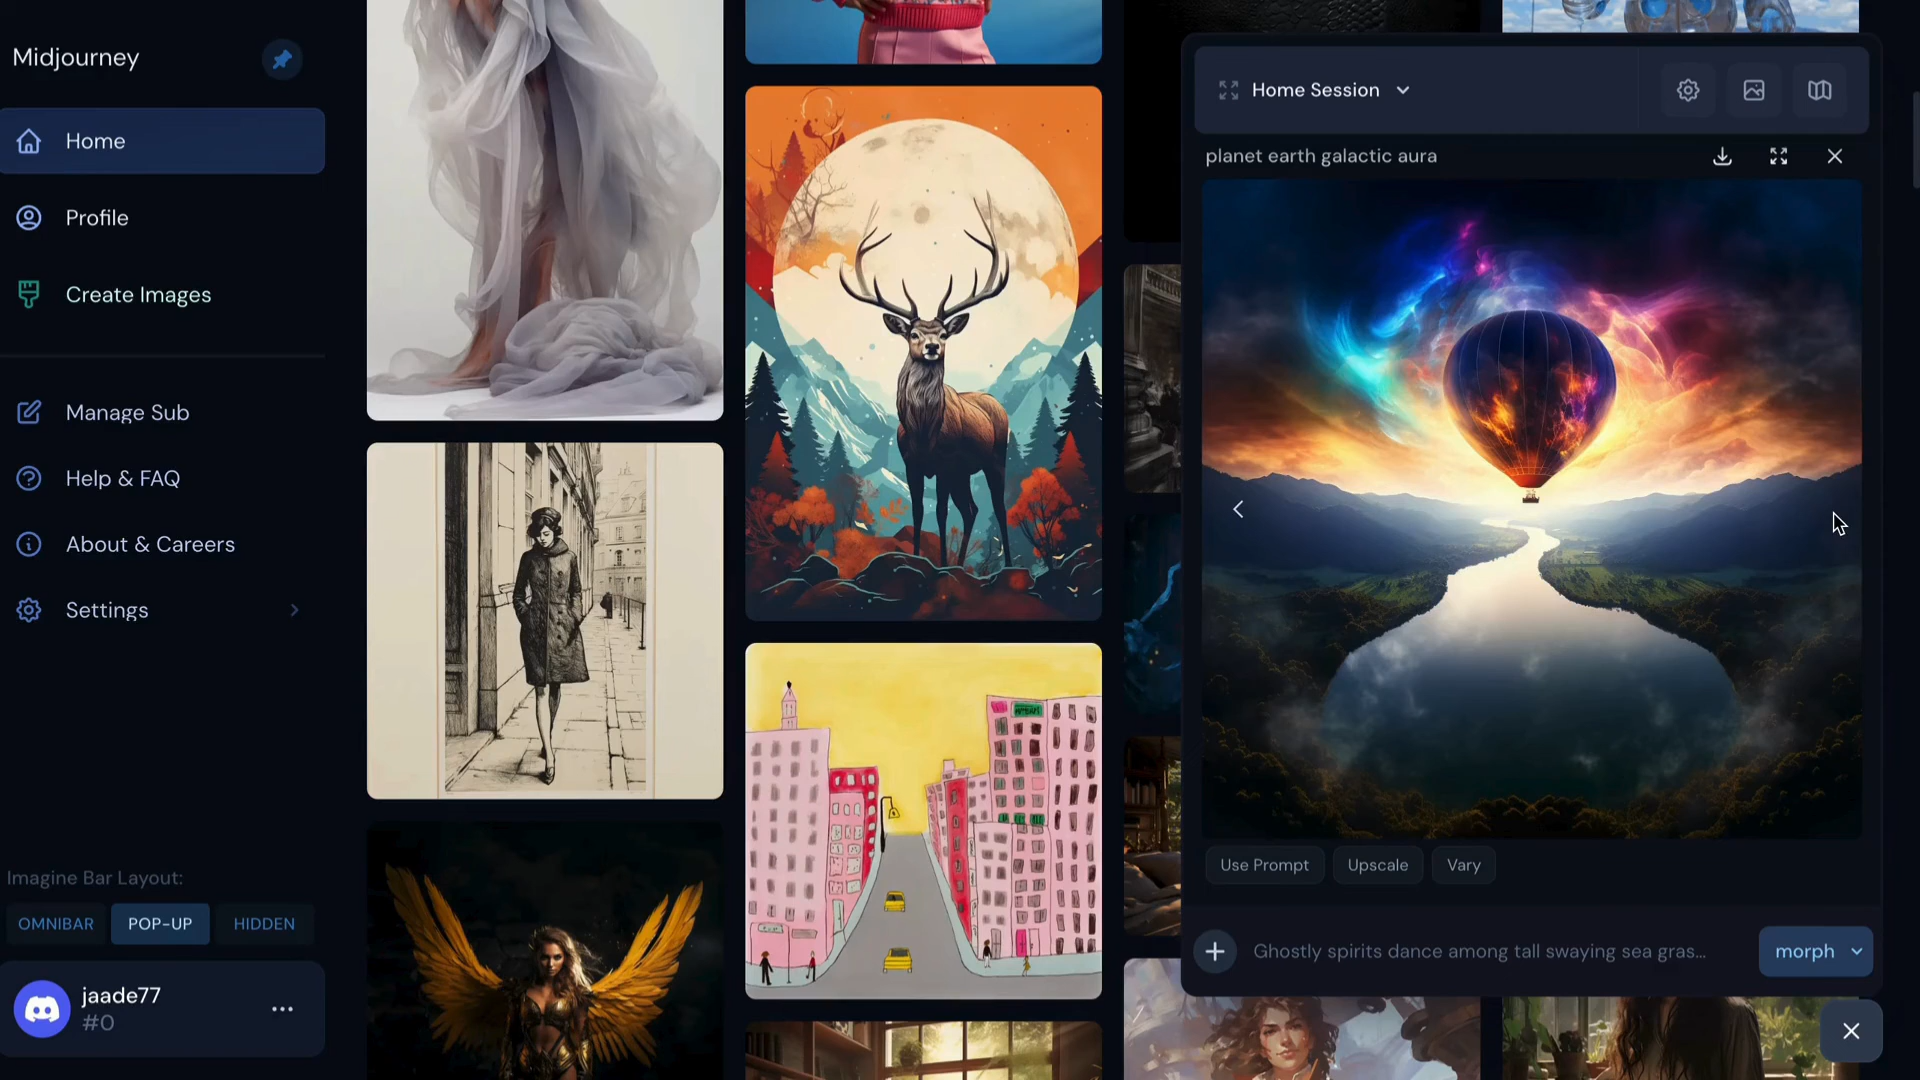 Midjourney
Home
Profile
Create Images
Manage Sub
Help & FAQ
About & Careers
Settings
Imagine Bar Layout:
OMNIBAR
POP-UP
HIDDEN
jaade77
#0
Home Session
planet earth galactic aura
Use Prompt
Upscale
Vary
Ghostly spirits dance among tall swaying sea gras...
morph